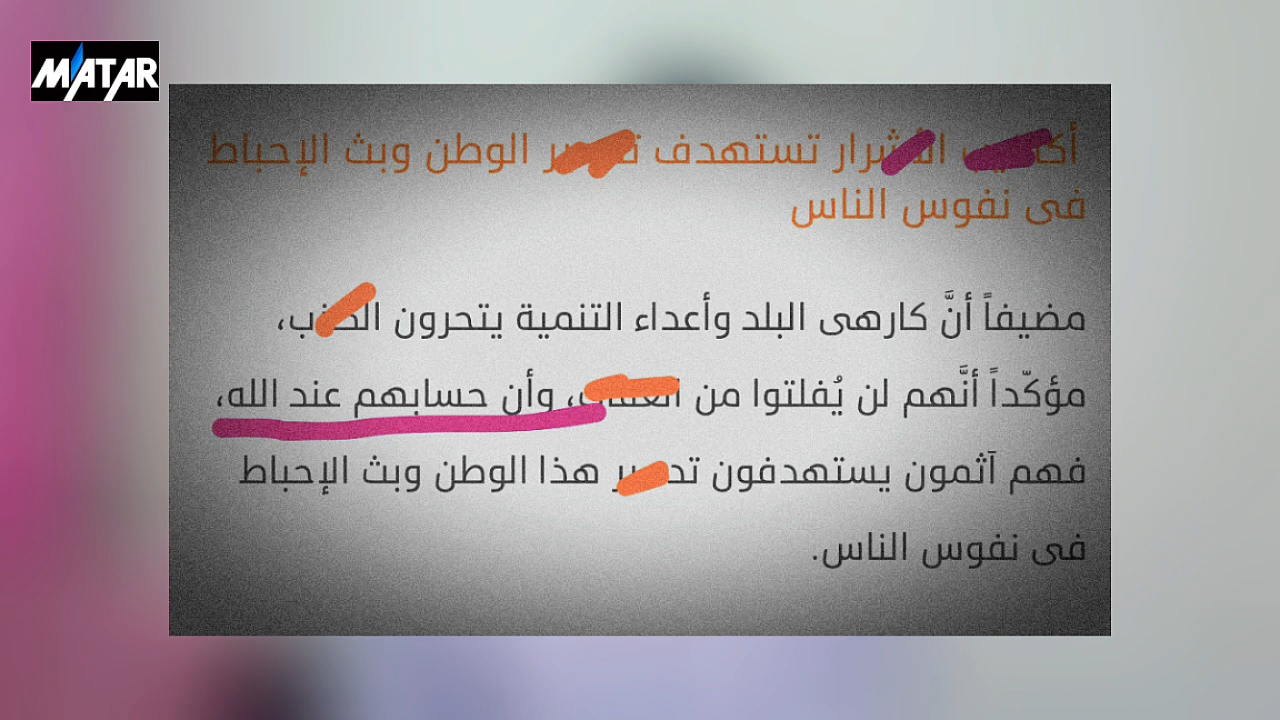 MATAR
تستهدف الوطن وبث الإحباط
فى نفوس الناس
مضيفاً أنَّ كارهى البلد وأعداء التنمية يتحرون
مؤكّداً أنَّهم لن يُفلتوا من وأن حسابهم عند الله،
فهم آثمون يستهدفون هذا الوطن وبث الإحباط
فى نفوس الناس.